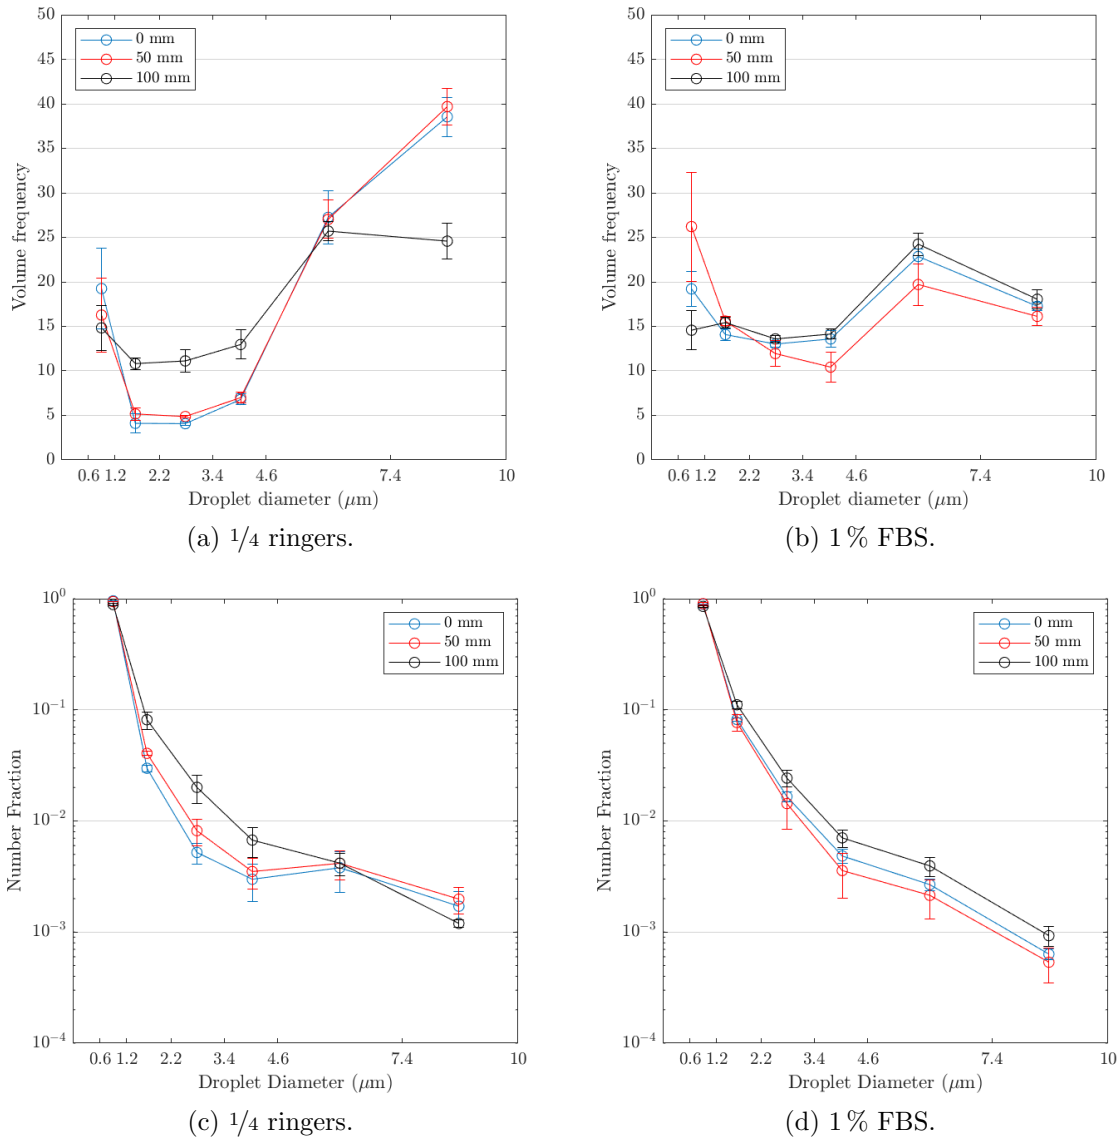 50
45
40
35
30
25
20
15
10
5
0
Volume frequency
0 mm
50 mm
100 mm
0.6 1.2 2.2 3.4 4.6 7.4 10
Droplet diameter (μm)
(a) 1/4 ringers.
50
45
40
35
30
25
20
15
10
5
0
Volume frequency
0 mm
50 mm
100 mm
0.6 1.2 2.2 3.4 4.6 7.4 10
Droplet diameter (μm)
(b) 1 % FBS.
10⁰
10⁻¹
10⁻²
10⁻³
10⁻⁴
Number Fraction
0 mm
50 mm
100 mm
0.6 1.2 2.2 3.4 4.6 7.4 10
Droplet Diameter (μm)
(c) 1/4 ringers.
10⁰
10⁻¹
10⁻²
10⁻³
10⁻⁴
Number Fraction
0 mm
50 mm
100 mm
0.6 1.2 2.2 3.4 4.6 7.4 10
Droplet Diameter (μm)
(d) 1 % FBS.